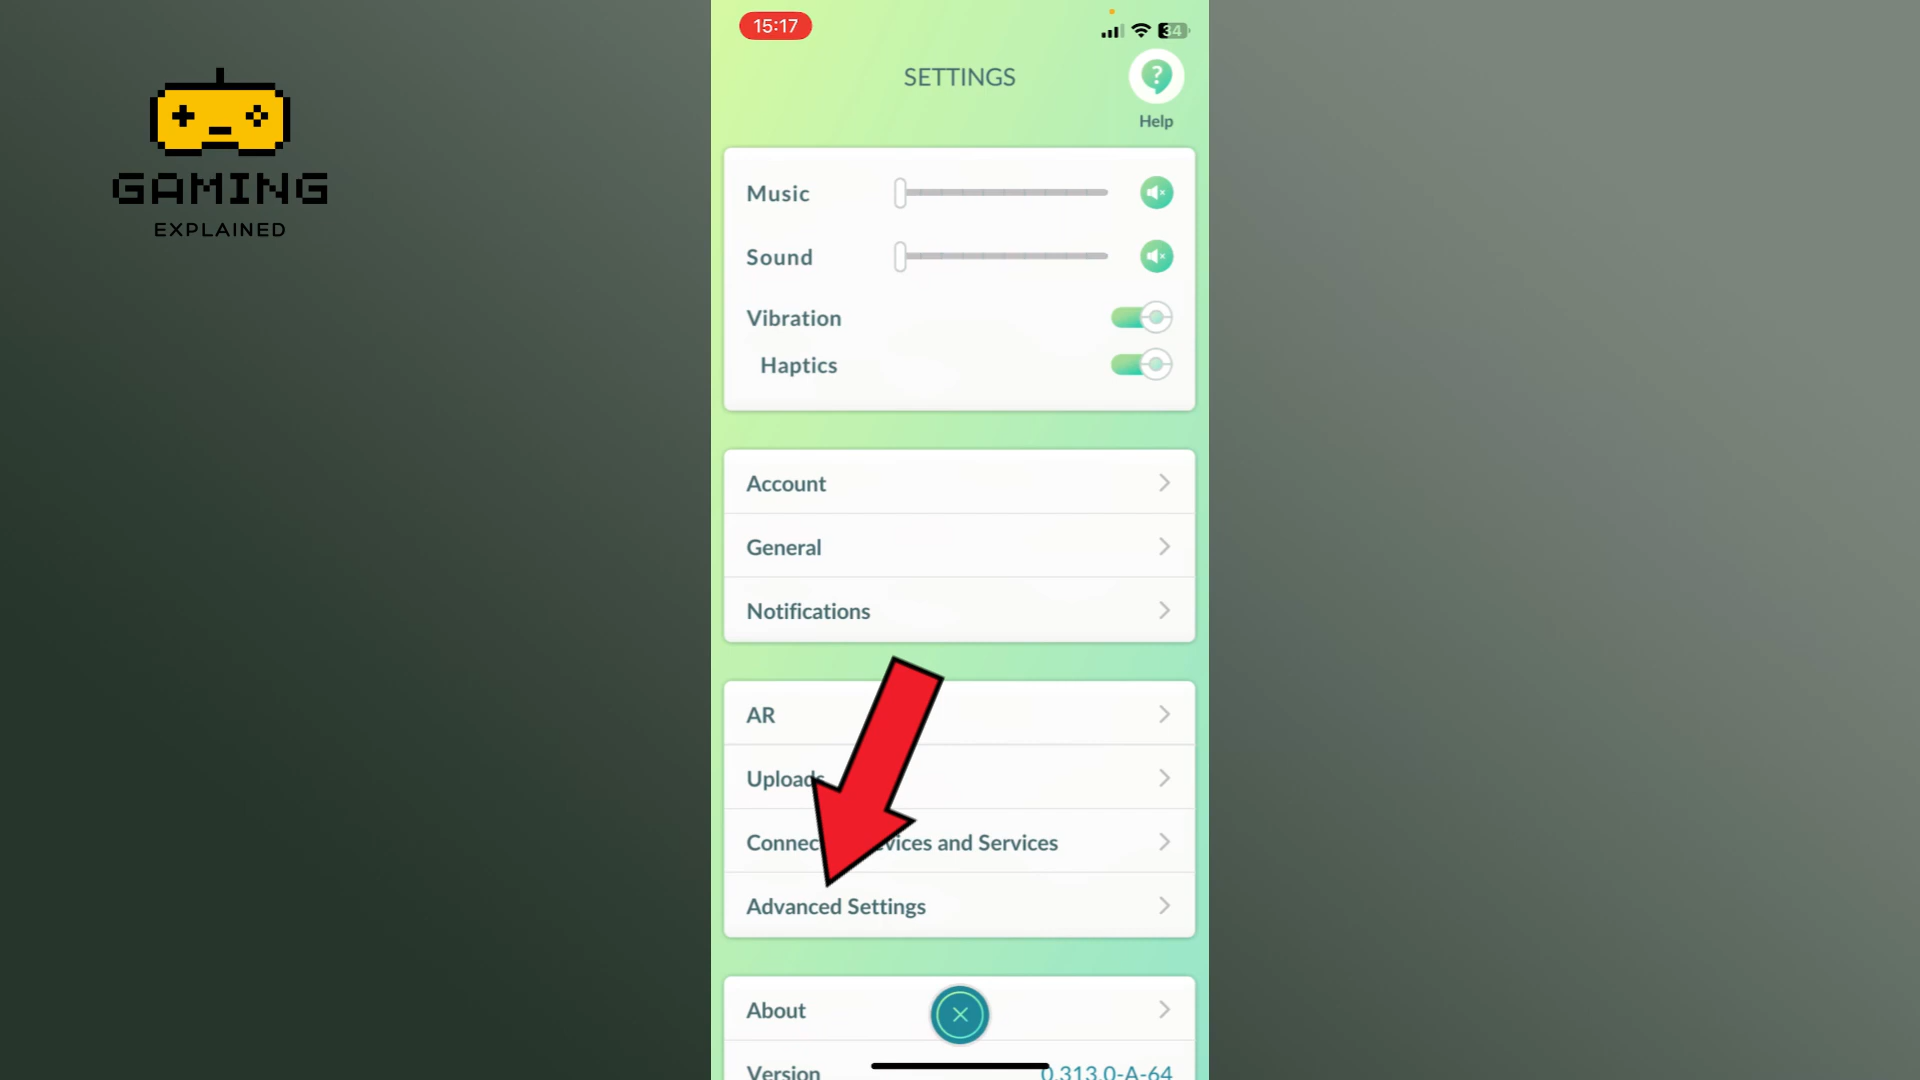 15:17
34
SETTINGS
Help
GAMING
EXPLAINED
Music
Sound
Vibration
Haptics
Account
General
Notifications
AR
Uploads
Connec vices and Services
Advanced Settings
About
Version 0.313.0-A-64